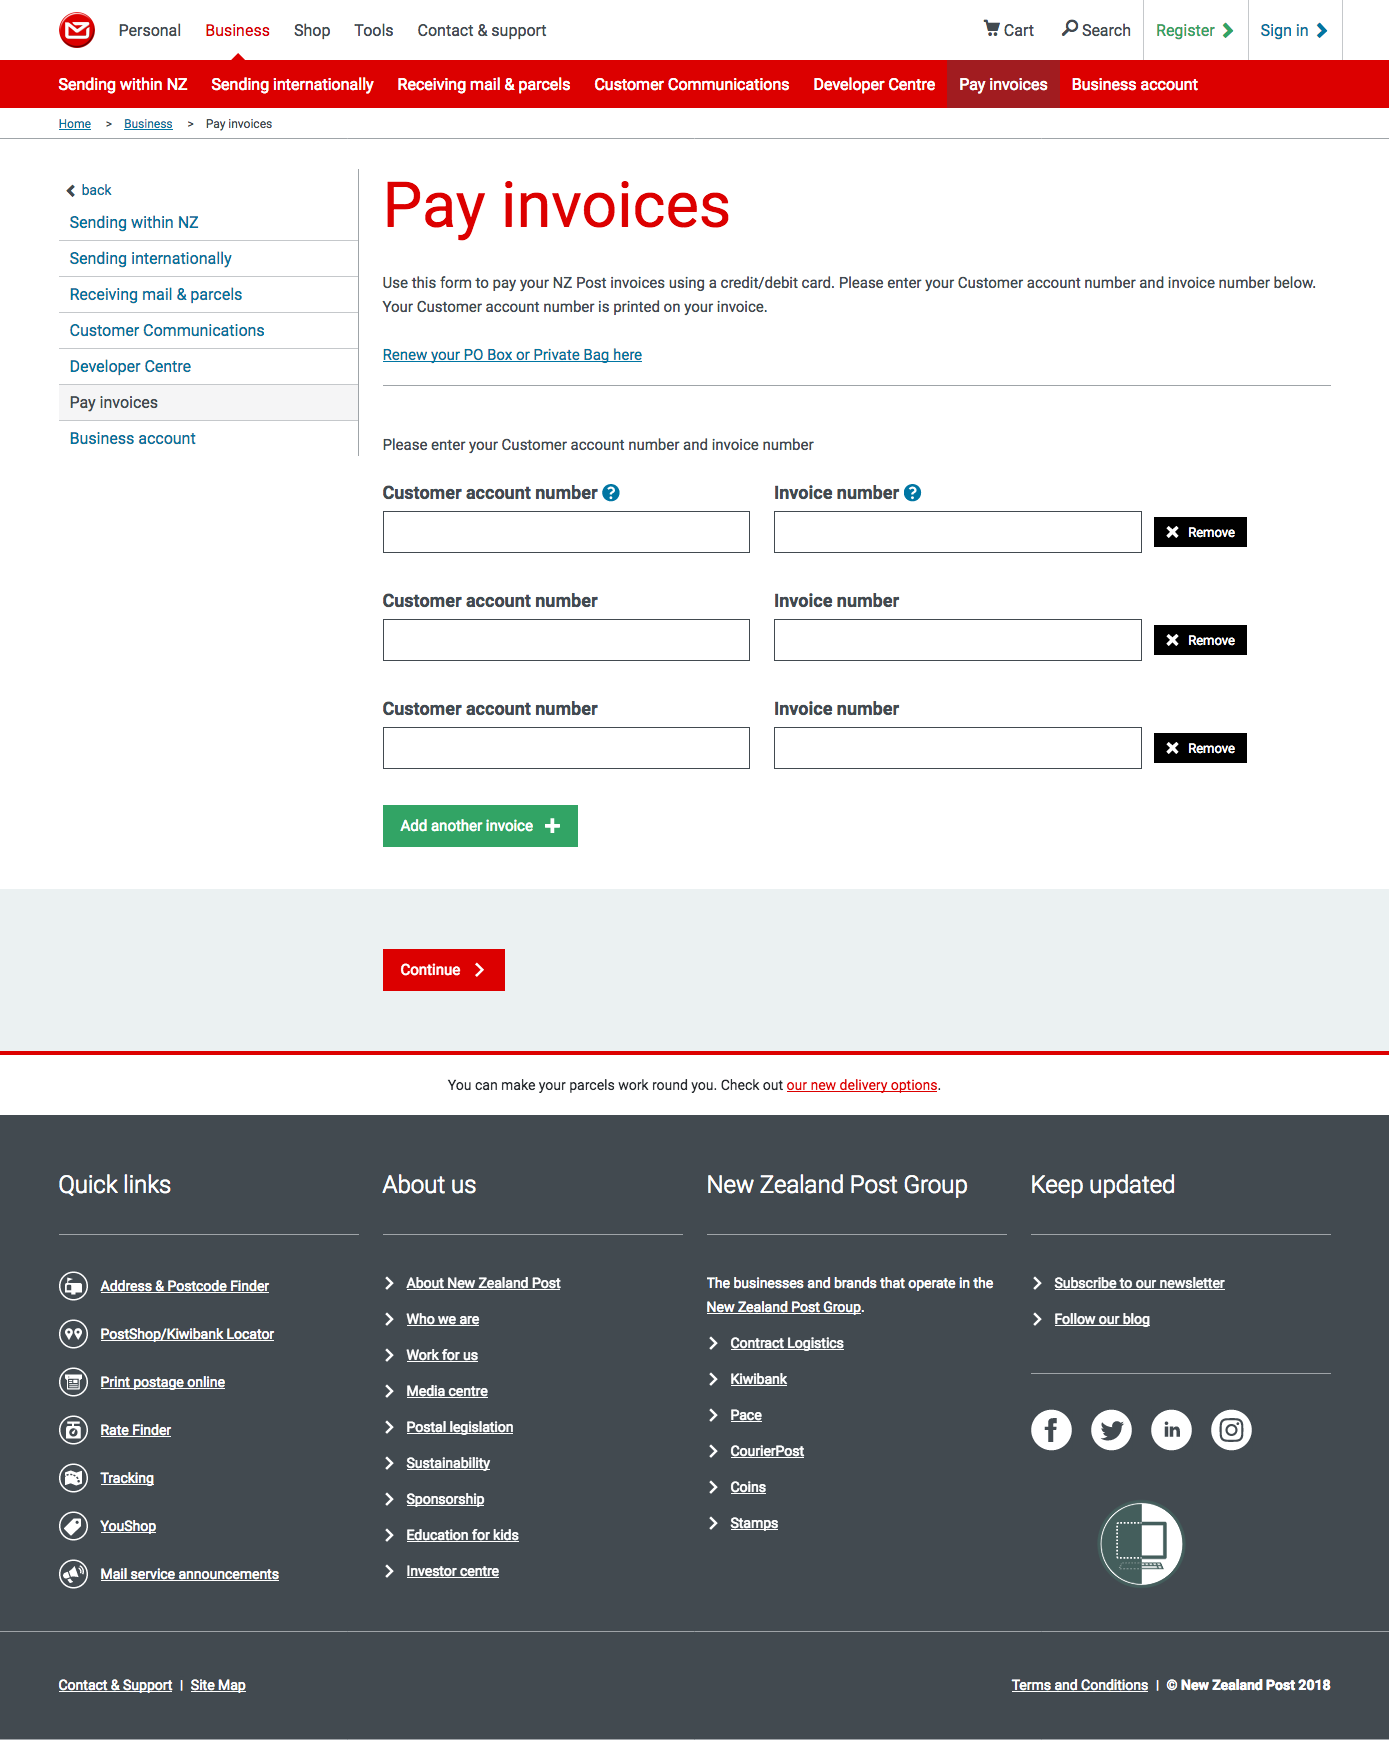 Personal Business Shop Tools Contact & support Cart Search Register Sign in
Sending within NZ Sending internationally Receiving mail & parcels Customer Communications Developer Centre Pay invoices Business account
Home > Business > Pay invoices
back
Sending within NZ
Sending internationally
Receiving mail & parcels
Customer Communications
Developer Centre
Pay invoices
Business account
Pay invoices
Use this form to pay your NZ Post invoices using a credit/debit card. Please enter your Customer account number and invoice number below.
Your Customer account number is printed on your invoice.
Renew your PO Box or Private Bag here
Please enter your Customer account number and invoice number
Customer account number ? Invoice number ?
Remove
Customer account number Invoice number
Remove
Customer account number Invoice number
Remove
Add another invoice
Continue
You can make your parcels work round you. Check out our new delivery options.
Quick links
Address & Postcode Finder
PostShop/Kiwibank Locator
Print postage online
Rate Finder
Tracking
YouShop
Mail service announcements
About us
About New Zealand Post
Who we are
Work for us
Media centre
Postal legislation
Sustainability
Sponsorship
Education for kids
Investor centre
New Zealand Post Group
The businesses and brands that operate in the
New Zealand Post Group.
Contract Logistics
Kiwibank
Pace
CourierPost
Coins
Stamps
Keep updated
Subscribe to our newsletter
Follow our blog
Contact & Support | Site Map
Terms and Conditions | © New Zealand Post 2018